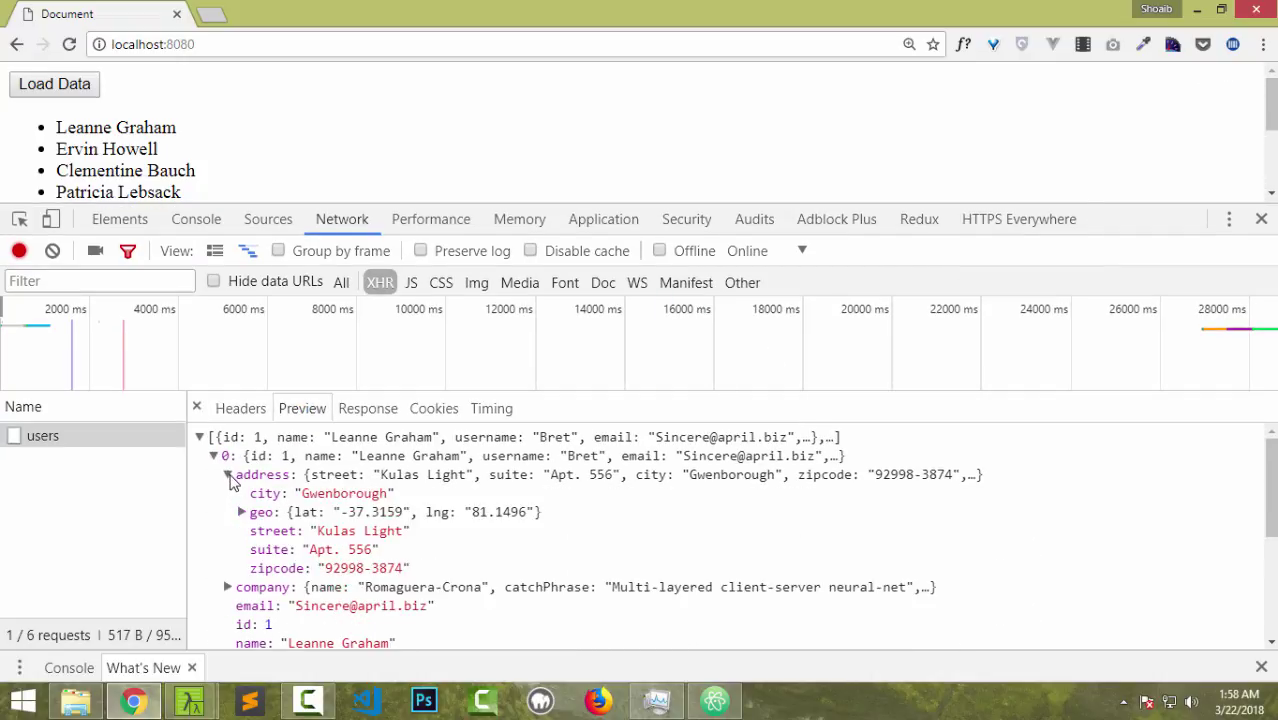 Document
Shoaib
localhost:8080
f?
Load Data
• Leanne Graham
• Ervin Howell
• Clementine Bauch
• Patricia Lebsack
Elements Console Sources Network Performance Memory Application Security Audits Adblock Plus Redux HTTPS Everywhere
View: Group by frame Preserve log Disable cache Offline Online
Filter Hide data URLs All XHR JS CSS Img Media Font Doc WS Manifest Other
2000 ms 4000 ms 6000 ms 8000 ms 10000 ms 12000 ms 14000 ms 16000 ms 18000 ms 20000 ms 22000 ms 24000 ms 26000 ms 28000 ms
Name
Headers Preview Response Cookies Timing
users
[{id: 1, name: "Leanne Graham", username: "Bret", email: "Sincere@april.biz",…},…]
0: {id: 1, name: "Leanne Graham", username: "Bret", email: "Sincere@april.biz",…}
address: {street: "Kulas Light", suite: "Apt. 556", city: "Gwenborough", zipcode: "92998-3874",…}
city: "Gwenborough"
geo: {lat: "-37.3159", lng: "81.1496"}
street: "Kulas Light"
suite: "Apt. 556"
zipcode: "92998-3874"
company: {name: "Romaguera-Crona", catchPhrase: "Multi-layered client-server neural-net",…}
email: "Sincere@april.biz"
id: 1
name: "Leanne Graham"
1 / 6 requests | 517 B / 95...
Console What's New
Ps
1:58 AM
3/22/2018